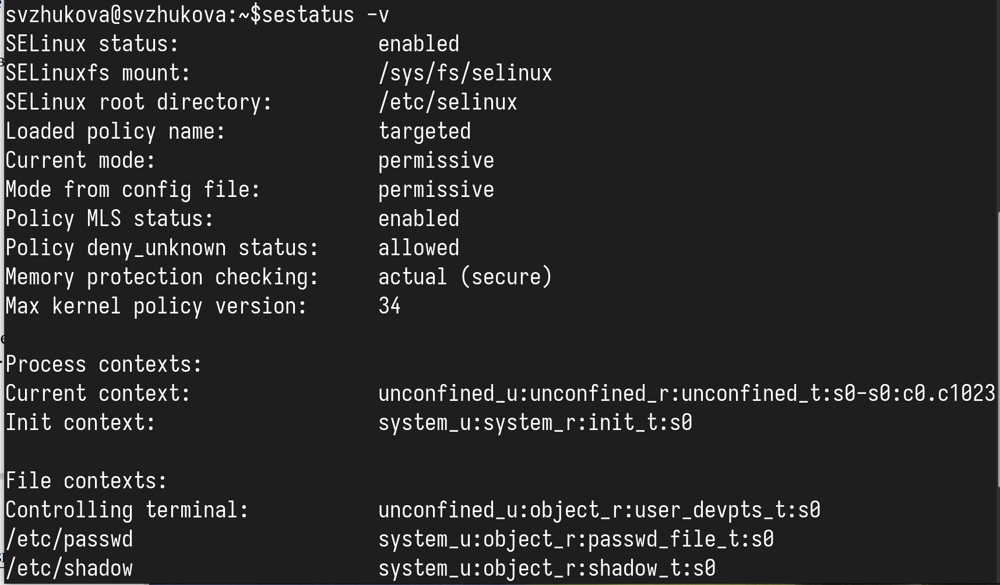 svzhukova@svzhukova:~$sestatus -v
SELinux status:                 enabled
SELinuxfs mount:                /sys/fs/selinux
SELinux root directory:         /etc/selinux
Loaded policy name:             targeted
Current mode:                   permissive
Mode from config file:          permissive
Policy MLS status:              enabled
Policy deny_unknown status:     allowed
Memory protection checking:     actual (secure)
Max kernel policy version:      34

Process contexts:
Current context:                unconfined_u:unconfined_r:unconfined_t:s0-s0:c0.c1023
Init context:                   system_u:system_r:init_t:s0

File contexts:
Controlling terminal:           unconfined_u:object_r:user_devpts_t:s0
/etc/passwd                     system_u:object_r:passwd_file_t:s0
/etc/shadow                     system_u:object_r:shadow_t:s0